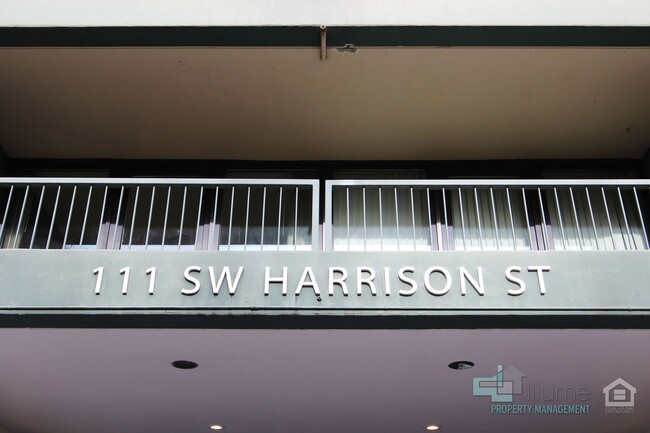 111 SW HARRISON ST
illume
PROPERTY MANAGEMENT